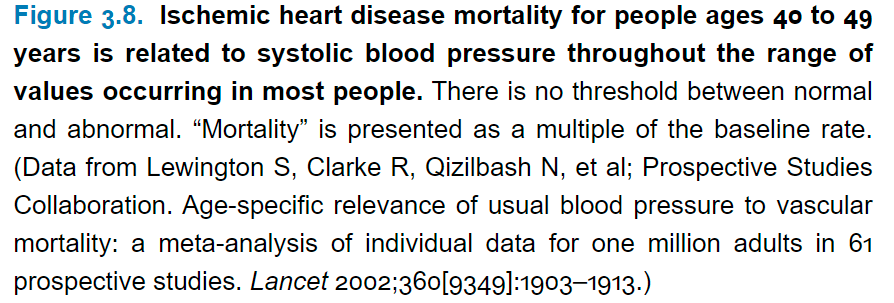 Figure 3.8. Ischemic heart disease mortality for people ages 40 to 49
years is related to systolic blood pressure throughout the range of
values occurring in most people. There is no threshold between normal
and abnormal. “Mortality” is presented as a multiple of the baseline rate.
(Data from Lewington S, Clarke R, Qizilbash N, et al; Prospective Studies
Collaboration. Age-specific relevance of usual blood pressure to vascular
mortality: a meta-analysis of individual data for one million adults in 61
prospective studies. Lancet 2002;360[9349]:1903–1913.)